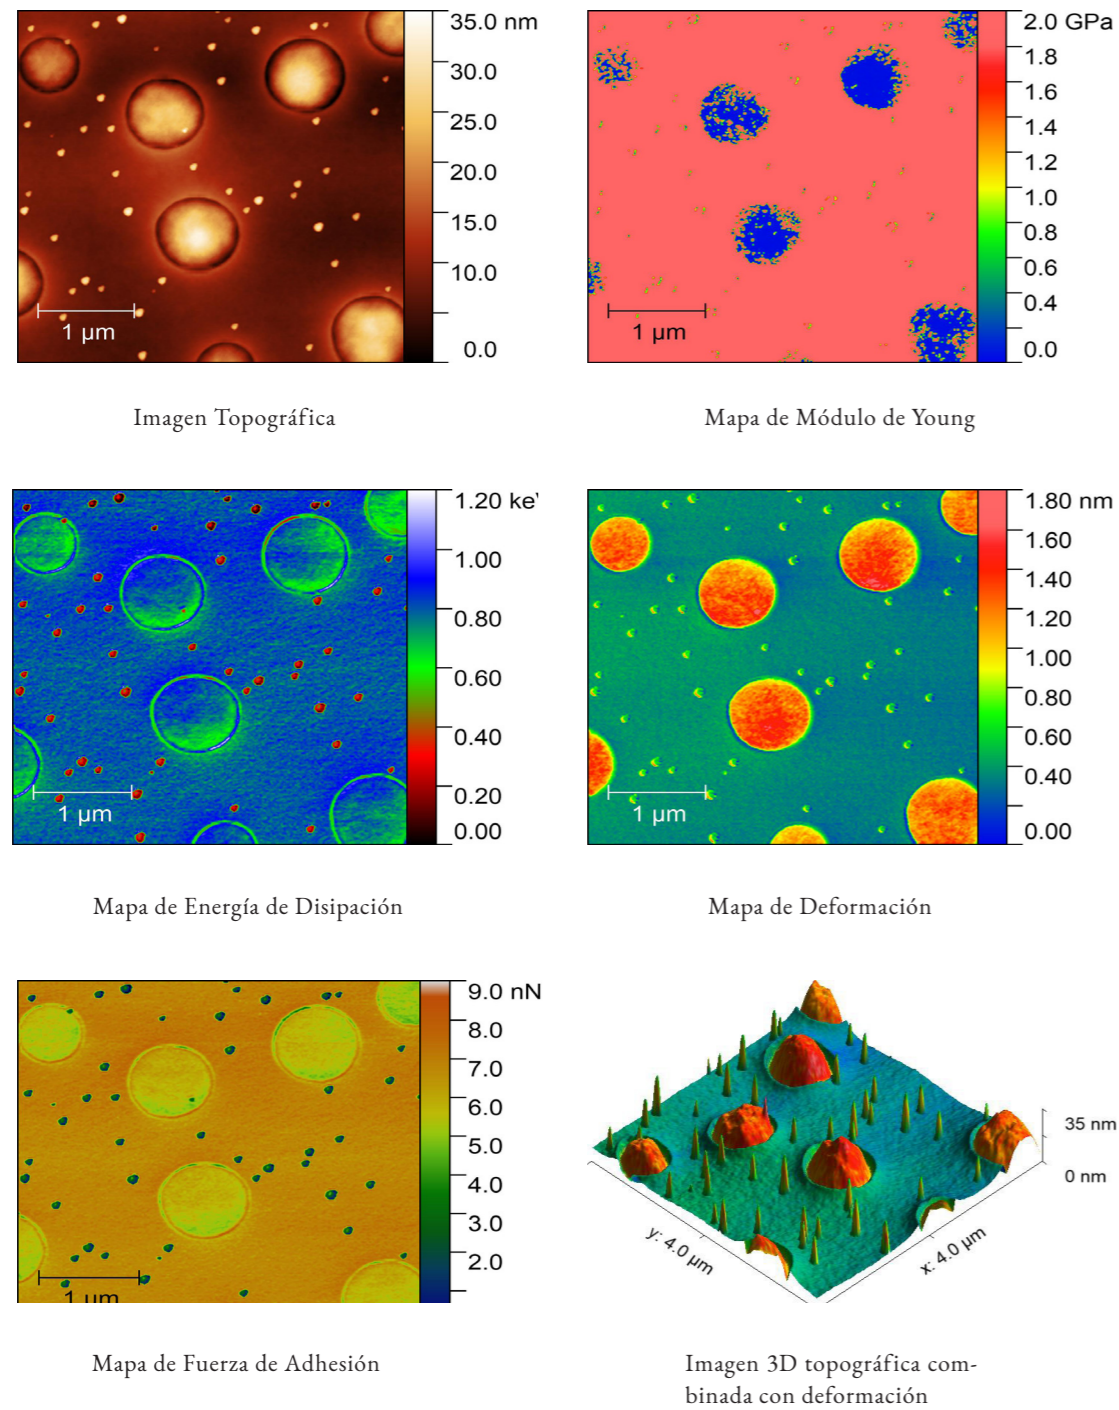 35.0 nm
30.0
25.0
20.0
15.0
10.0
0.0
1 µm
Imagen Topográfica
2.0 GPa
1.8
1.6
1.4
1.2
1.0
0.8
0.6
0.4
0.0
1 µm
Mapa de Módulo de Young
1.20 ke
1.00
0.80
0.60
0.40
0.20
0.00
1 µm
Mapa de Energía de Disipación
1.80 nm
1.60
1.40
1.20
1.00
0.80
0.60
0.40
0.00
1 µm
Mapa de Deformación
9.0 nN
8.0
7.0
6.0
5.0
4.0
3.0
2.0
1 µm
Mapa de Fuerza de Adhesión
35 nm
0 nm
y: 4.0 µm
x: 4.0 µm
Imagen 3D topográfica com-
binada con deformación